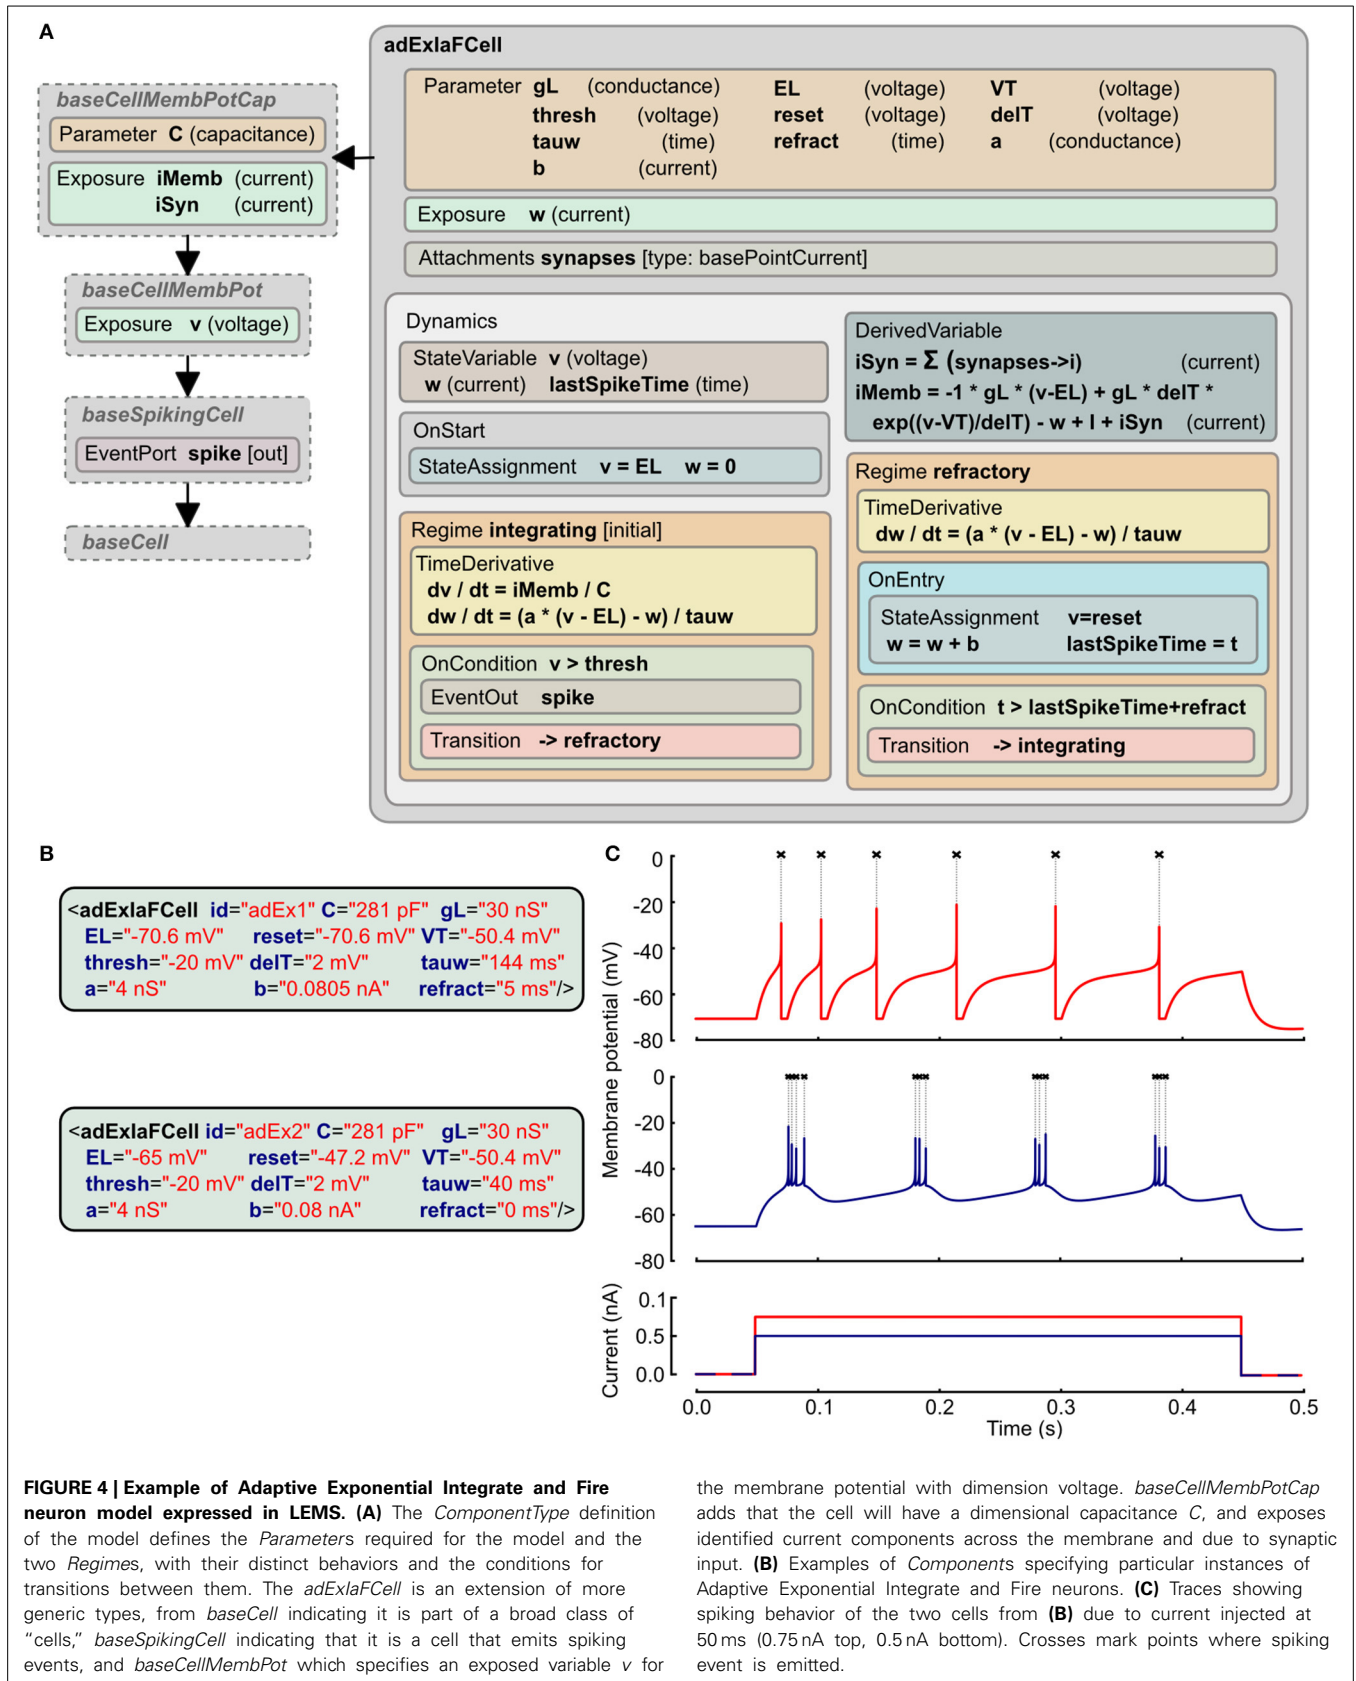 A
baseCellMembPotCap
Parameter C (capacitance)
Exposure iMemb (current)
iSyn (current)
baseCellMembPot
Exposure v (voltage)
baseSpikingCell
EventPort spike [out]
baseCell
adExIaFCell
Parameter gL (conductance) EL (voltage) VT (voltage)
thresh (voltage) reset (voltage) delT (voltage)
tauw (time) refract (time) a (conductance)
b (current)
Exposure w (current)
Attachments synapses [type: basePointCurrent]
Dynamics
StateVariable v (voltage)
w (current) lastSpikeTime (time)
OnStart
StateAssignment v = EL w = 0
Regime integrating [initial]
TimeDerivative
dv / dt = iMemb / C
dw / dt = (a * (v - EL) - w) / tauw
OnCondition v > thresh
EventOut spike
Transition -> refractory
DerivedVariable
iSyn = Σ (synapses->i) (current)
iMemb = -1 * gL * (v-EL) + gL * delT *
exp((v-VT)/delT) - w + I + iSyn (current)
Regime refractory
TimeDerivative
dw / dt = (a * (v - EL) - w) / tauw
OnEntry
StateAssignment v=reset
w = w + b lastSpikeTime = t
OnCondition t > lastSpikeTime+refract
Transition -> integrating
B
<adExIaFCell id="adEx1" C="281 pF" gL="30 nS"
EL="-70.6 mV" reset="-70.6 mV" VT="-50.4 mV"
thresh="-20 mV" delT="2 mV" tauw="144 ms"
a="4 nS" b="0.0805 nA" refract="5 ms"/>
<adExIaFCell id="adEx2" C="281 pF" gL="30 nS"
EL="-65 mV" reset="-47.2 mV" VT="-50.4 mV"
thresh="-20 mV" delT="2 mV" tauw="40 ms"
a="4 nS" b="0.08 nA" refract="0 ms"/>
C
Membrane potential (mV)
0
-20
-40
-60
-80
0
-20
-40
-60
-80
Current (nA)
0.1
0.5
0.0
0.0 0.1 0.2 0.3 0.4 0.5
Time (s)
FIGURE 4 | Example of Adaptive Exponential Integrate and Fire
neuron model expressed in LEMS. (A) The ComponentType definition
of the model defines the Parameters required for the model and the
two Regimes, with their distinct behaviors and the conditions for
transitions between them. The adExIaFCell is an extension of more
generic types, from baseCell indicating it is part of a broad class of
“cells,” baseSpikingCell indicating that it is a cell that emits spiking
events, and baseCellMembPot which specifies an exposed variable v for
the membrane potential with dimension voltage. baseCellMembPotCap
adds that the cell will have a dimensional capacitance C, and exposes
identified current components across the membrane and due to synaptic
input. (B) Examples of Components specifying particular instances of
Adaptive Exponential Integrate and Fire neurons. (C) Traces showing
spiking behavior of the two cells from (B) due to current injected at
50 ms (0.75 nA top, 0.5 nA bottom). Crosses mark points where spiking
event is emitted.